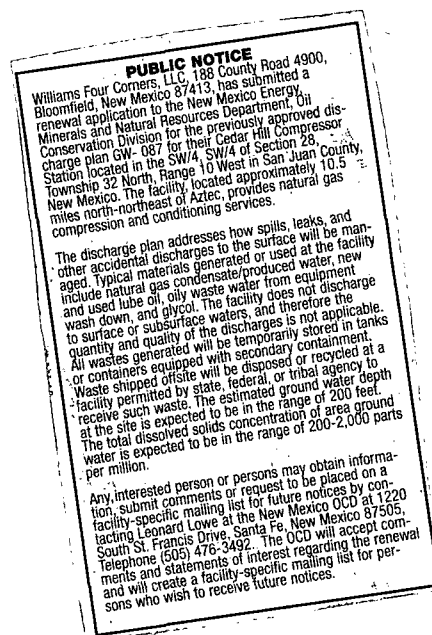 PUBLIC NOTICE
Williams Four Corners, LLC, 188 County Road 4900,
Bloomfield, New Mexico 87413, has submitted a
renewal application to the New Mexico Energy,
Minerals and Natural Resources Department, Oil
Conservation Division for the previously approved dis-
charge plan GW- 087 for their Cedar Hill Compressor
Station located in the SW/4, SW/4 of Section 28,
Township 32 North, Range 10 West in San Juan County,
New Mexico. The facility, located approximately 10.5
miles north-northeast of Aztec, provides natural gas
compression and conditioning services.
The discharge plan addresses how spills, leaks, and
other accidental discharges to the surface will be man-
aged. Typical materials generated or used at the facility
include natural gas condensate/produced water, new
and used lube oil, oily waste water from equipment
wash down, and glycol. The facility does not discharge
to surface or subsurface waters, and therefore the
quantity and quality of the discharges is not applicable.
All wastes generated will be temporarily stored in tanks
or containers equipped with secondary containment.
Waste shipped offsite will be disposed or recycled at a
facility permitted by state, federal, or tribal agency to
receive such waste. The estimated ground water depth
at the site is expected to be in the range of 200 feet.
The total dissolved solids concentration of area ground
water is expected to be in the range of 200-2,000 parts
per million.
Any interested person or persons may obtain informa-
tion, submit comments or request to be placed on a
facility-specific mailing list for future notices by con-
tacting Leonard Lowe at the New Mexico OCD at 1220
South St. Francis Drive, Santa Fe, New Mexico 87505,
Telephone (505) 476-3492. The OCD will accept com-
ments and statements of interest regarding the renewal
and will create a facility-specific mailing list for per-
sons who wish to receive future notices.